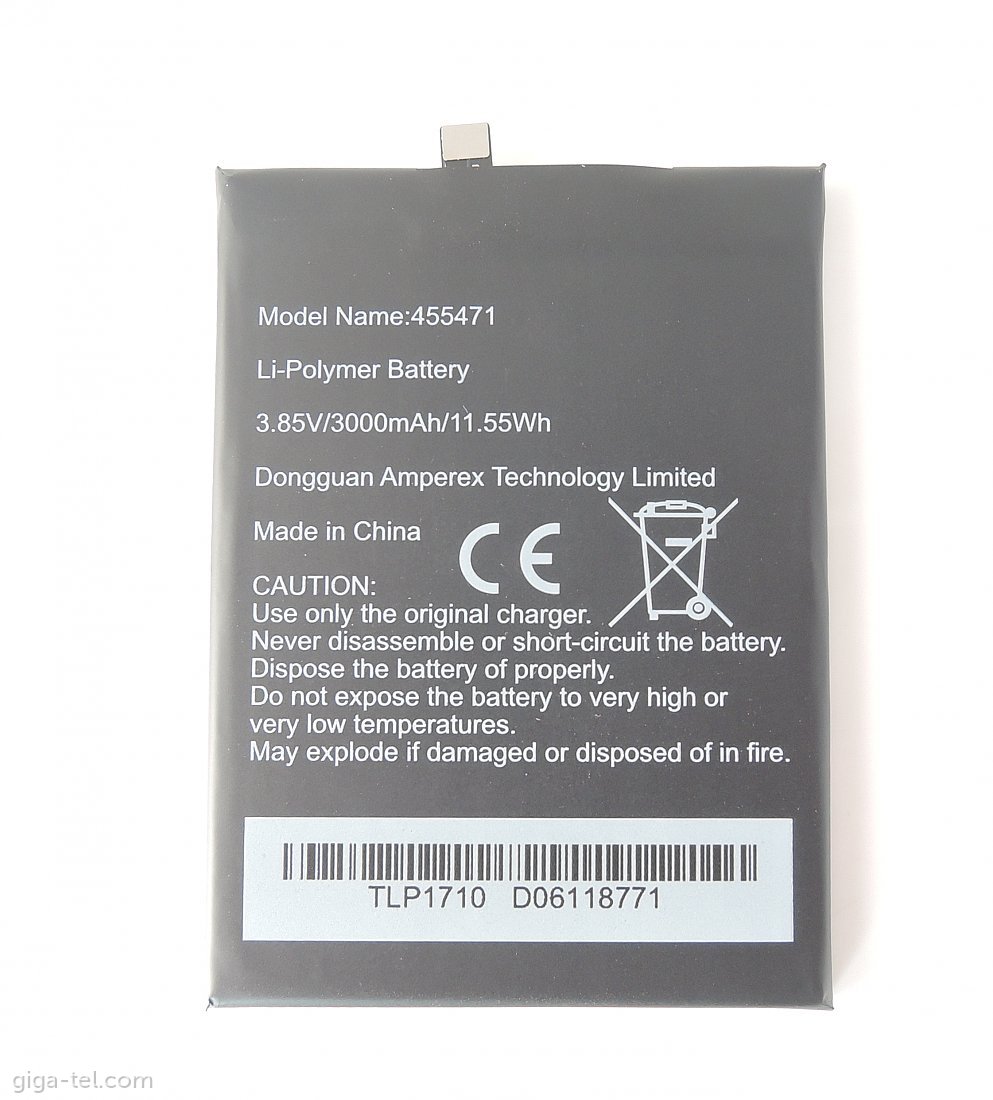 Model Name:455471
Li-Polymer Battery
3.85V/3000mAh/11.55Wh
Dongguan Amperex Technology Limited
Made in China
CE
CAUTION:
Use only the original charger.
Never disassemble or short-circuit the battery.
Dispose the battery of properly.
Do not expose the battery to very high or
very low temperatures.
May explode if damaged or disposed of in fire.
TLP1710 D06118771
giga-tel.com